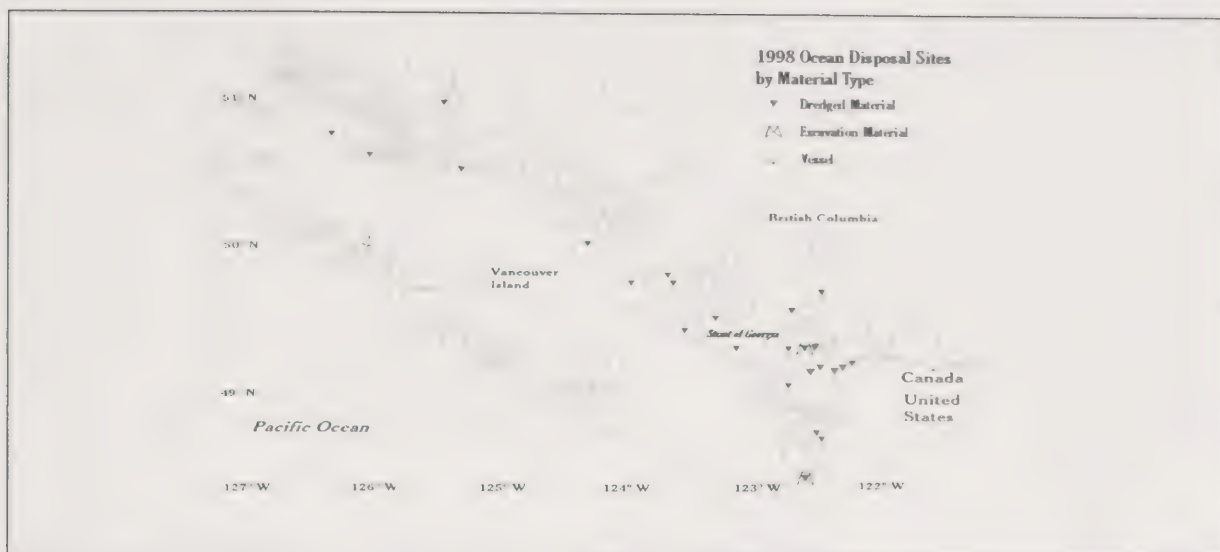 1998 Ocean Disposal Sites
by Material Type
Dredged Material
Excavation Material
Vessel
51° N
British Columbia
50° N
Vancouver
Island
Strait of Georgia
49° N
Canada
United
States
Pacific Ocean
127° W
126° W
125° W
124° W
123° W
122° W